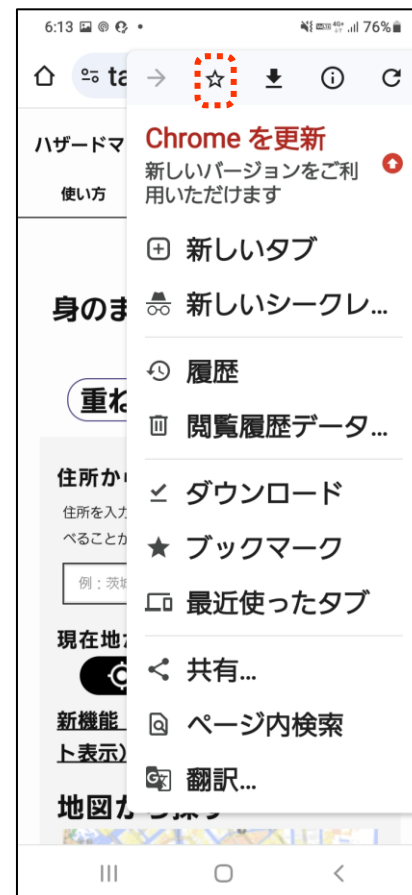 6:13
76%
ta
Chrome を更新
新しいバージョンをご利
用いただけます
ハザードマ
使い方
新しいタブ
身のま
新しいシークレ...
履歴
重ね
閲覧履歴データ...
住所か
住所を入力
べることが
ダウンロード
ブックマーク
例：茨城
最近使ったタブ
現在地
共有...
新機能
ページ内検索
ト表示）
翻訳...
地図から探す